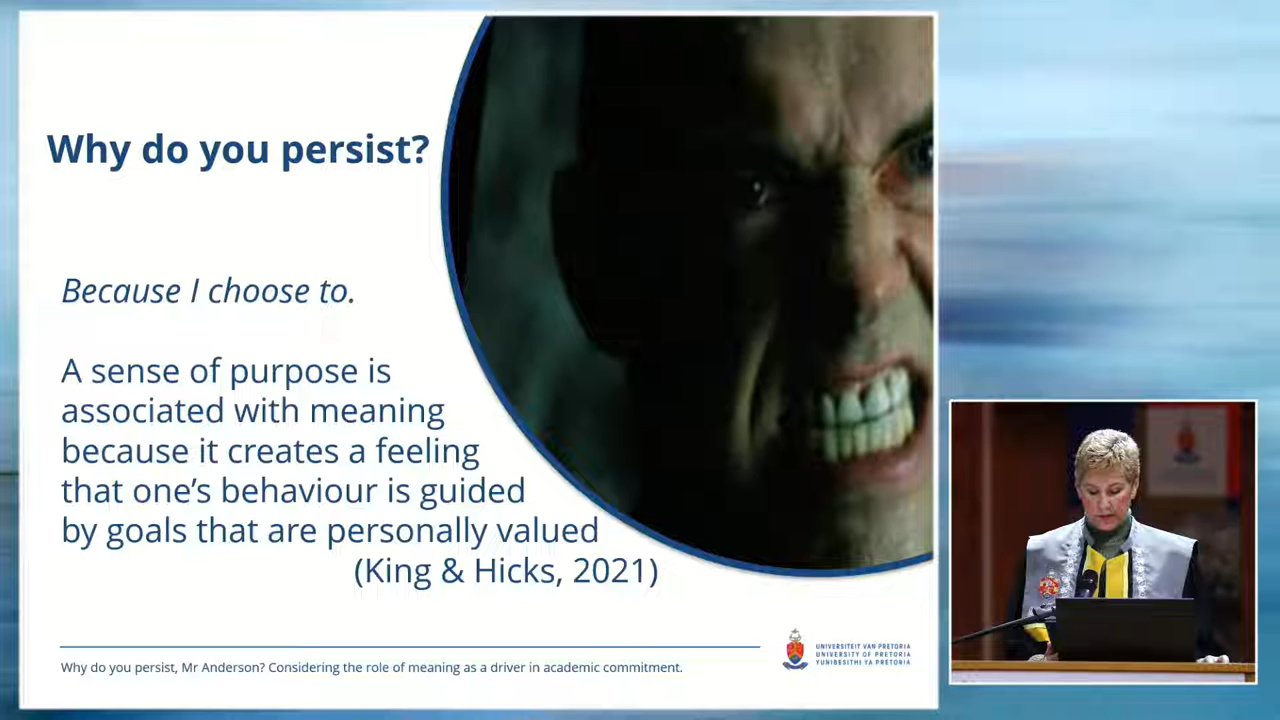 Why do you persist?
Because I choose to.
A sense of purpose is
associated with meaning
because it creates a feeling
that one's behaviour is guided
by goals that are personally valued
(King & Hicks, 2021)
Why do you persist, Mr Anderson? Considering the role of meaning as a driver in academic commitment.
UNIVERSITEIT VAN PRETORIA
UNIVERSITY OF PRETORIA
YUNIBESITHI YA PRETORIA